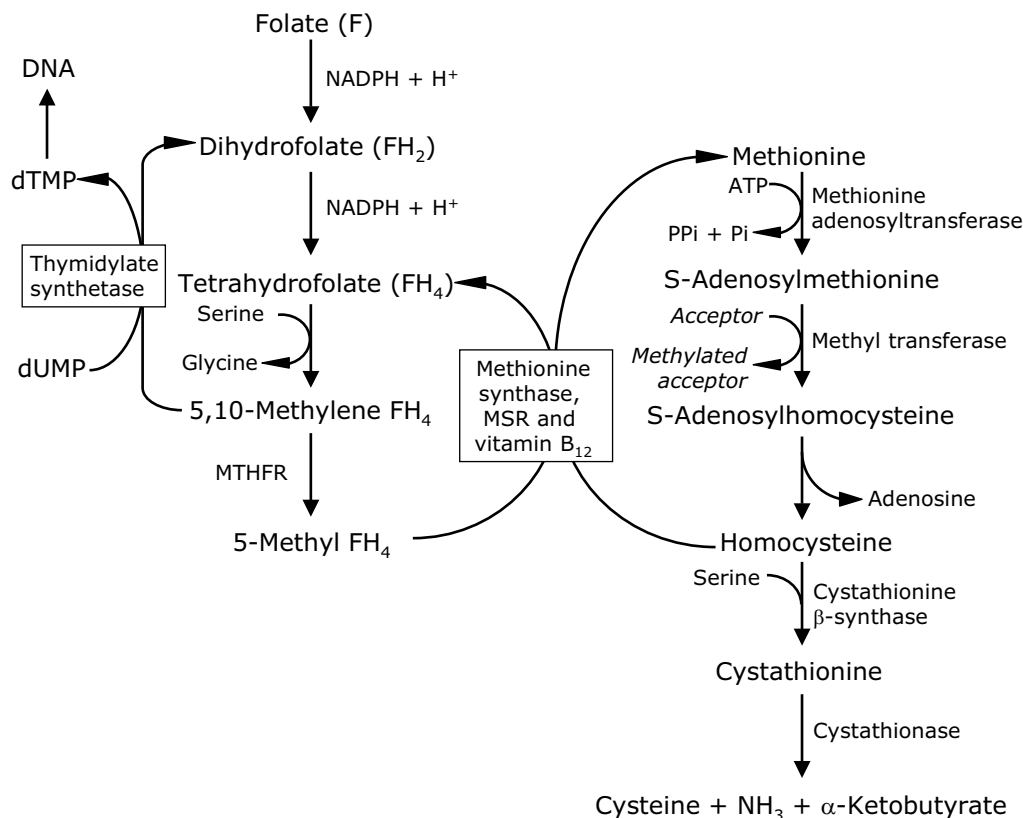 Folate (F)
NADPH + H⁺
DNA
Dihydrofolate (FH₂)
dTMP
NADPH + H⁺
Thymidylate
synthetase
Tetrahydrofolate (FH₄)
Serine
Glycine
dUMP
5,10-Methylene FH₄
MTHFR
5-Methyl FH₄
Methionine
synthase,
MSR and
vitamin B₁₂
Methionine
ATP
Methionine
adenosyltransferase
PPi + Pi
S-Adenosylmethionine
Acceptor
Methyl transferase
Methylated
acceptor
S-Adenosylhomocysteine
Adenosine
Homocysteine
Serine
Cystathionine
β-synthase
Cystathionine
Cystathionase
Cysteine + NH₃ + α-Ketobutyrate